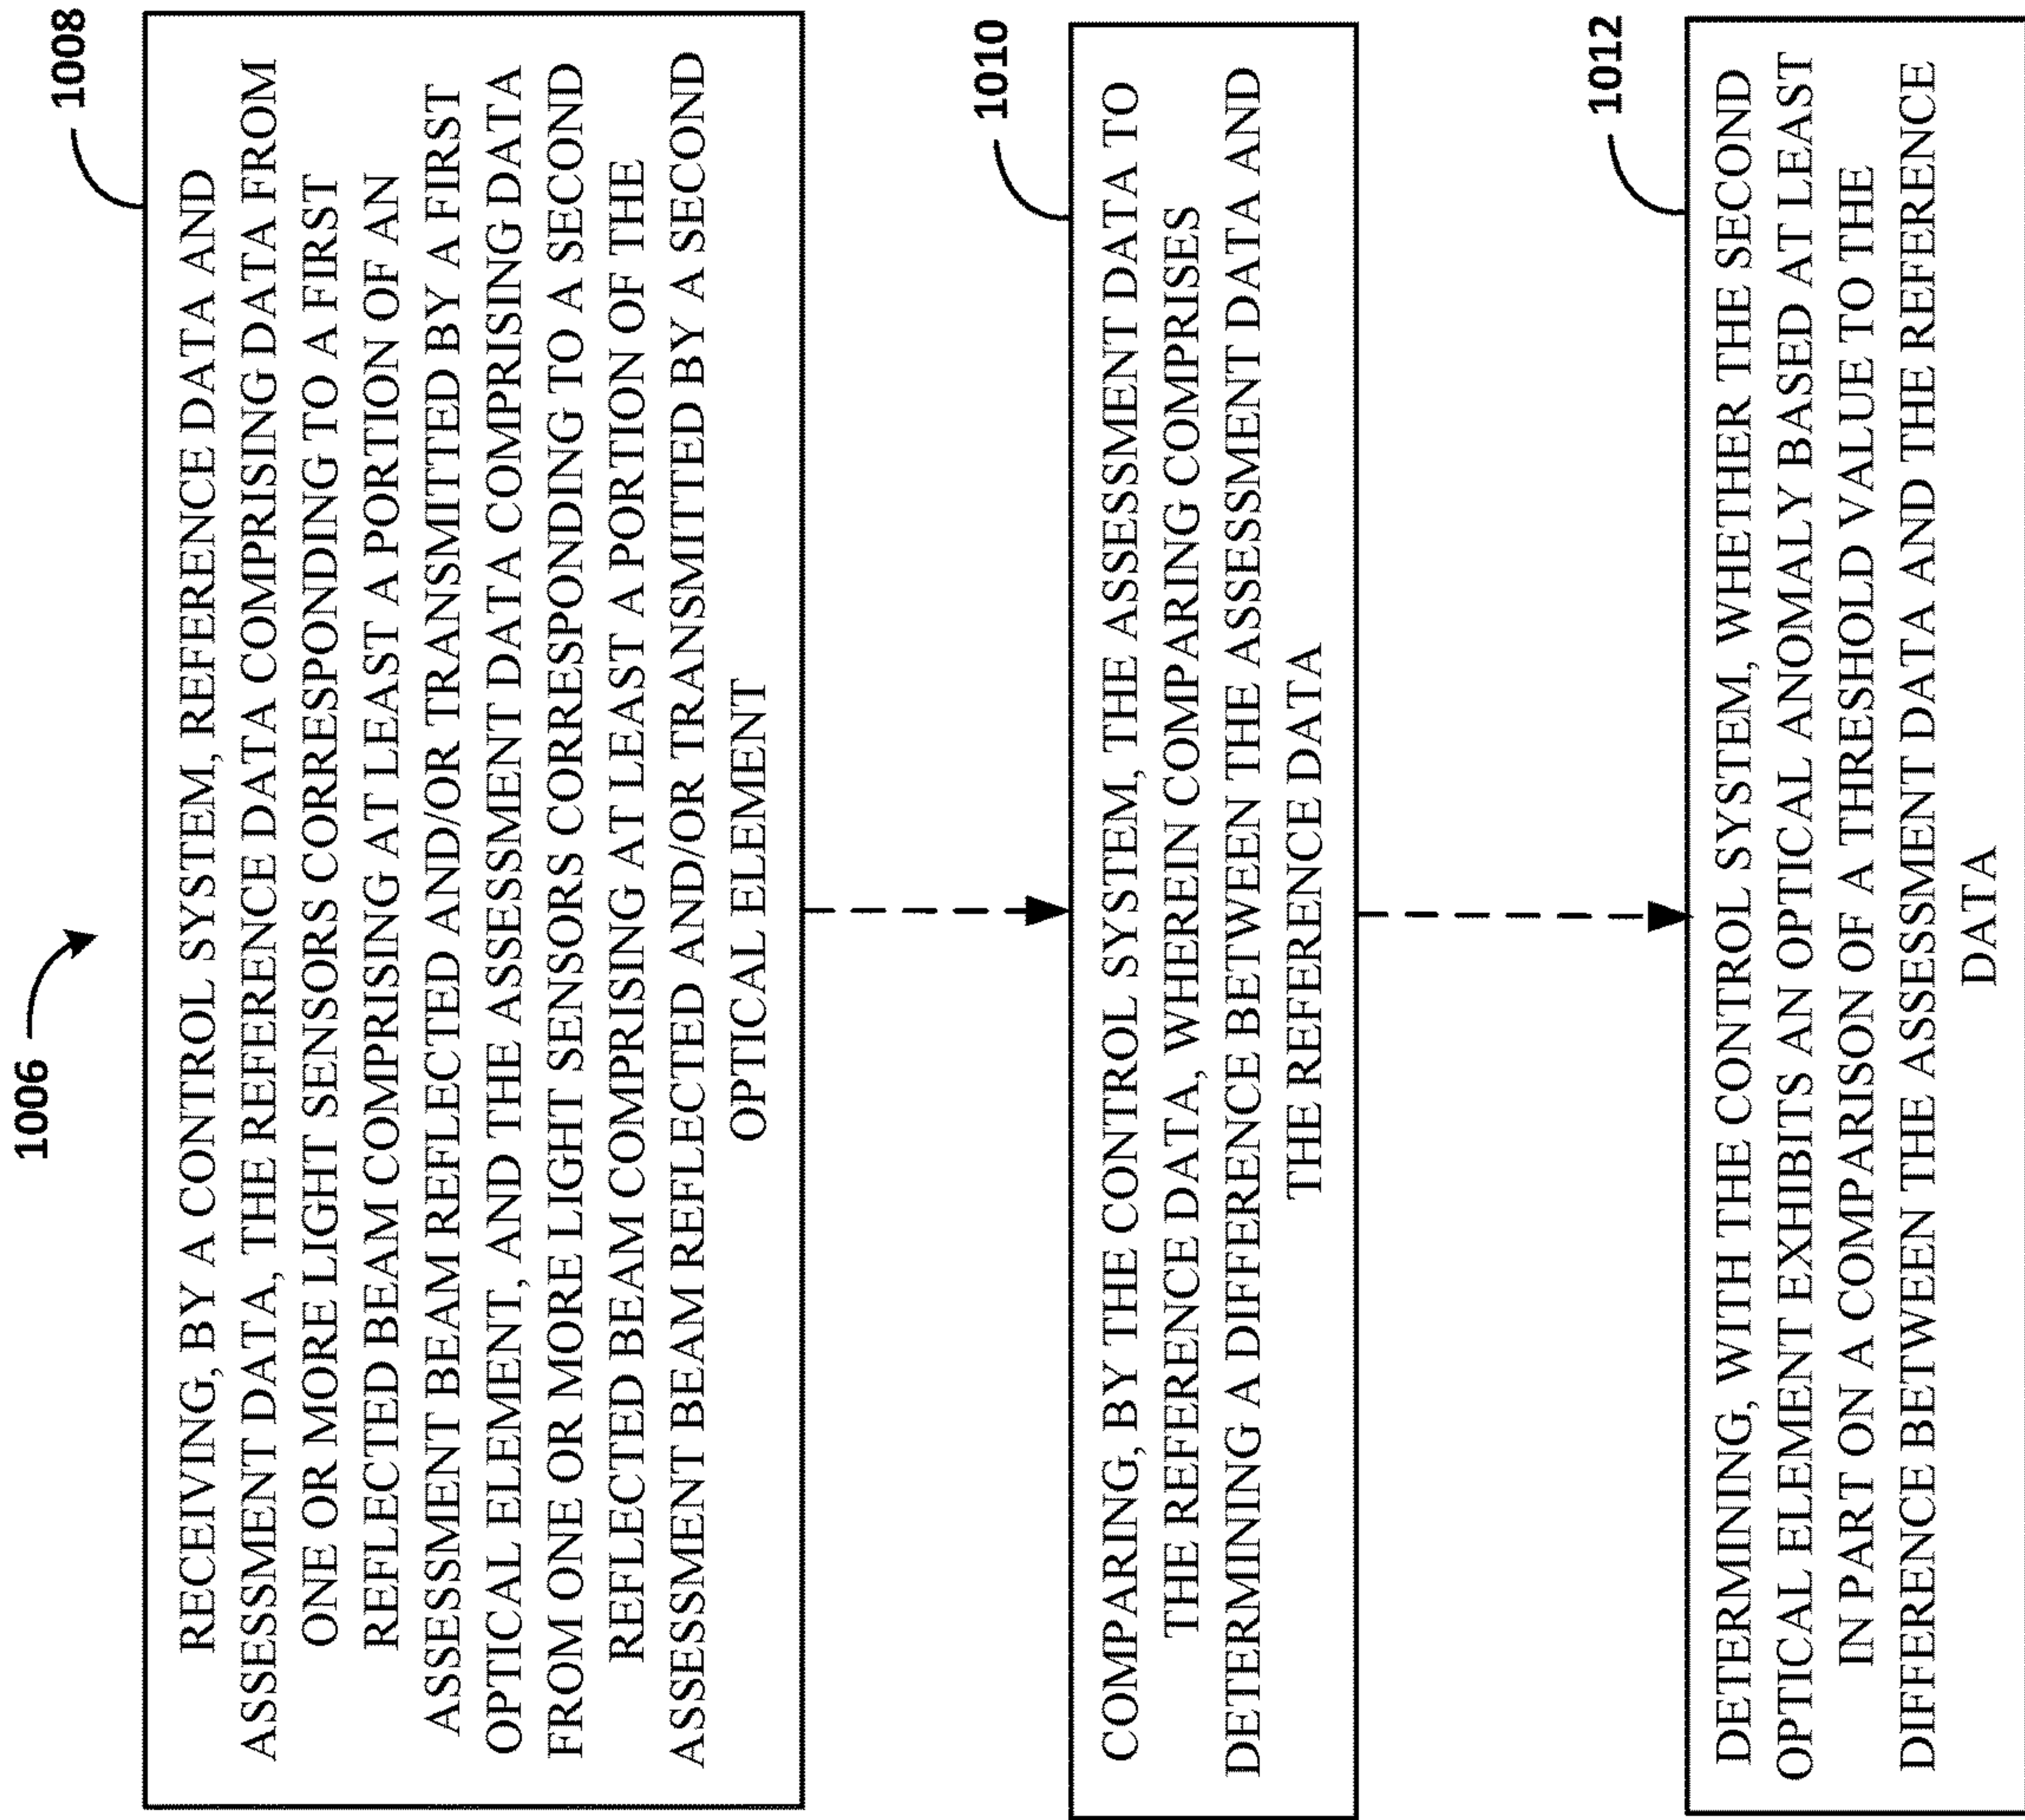 1006
1008
RECEIVING, BY A CONTROL SYSTEM, REFERENCE DATA AND
ASSESSMENT DATA, THE REFERENCE DATA COMPRISING DATA FROM
ONE OR MORE LIGHT SENSORS CORRESPONDING TO A FIRST
REFLECTED BEAM COMPRISING AT LEAST A PORTION OF AN
ASSESSMENT BEAM REFLECTED AND/OR TRANSMITTED BY A FIRST
OPTICAL ELEMENT, AND THE ASSESSMENT DATA COMPRISING DATA
FROM ONE OR MORE LIGHT SENSORS CORRESPONDING TO A SECOND
REFLECTED BEAM COMPRISING AT LEAST A PORTION OF THE
ASSESSMENT BEAM REFLECTED AND/OR TRANSMITTED BY A SECOND
OPTICAL ELEMENT
1010
COMPARING, BY THE CONTROL SYSTEM, THE ASSESSMENT DATA TO
THE REFERENCE DATA, WHEREIN COMPARING COMPRISES
DETERMINING A DIFFERENCE BETWEEN THE ASSESSMENT DATA AND
THE REFERENCE DATA
1012
DETERMINING, WITH THE CONTROL SYSTEM, WHETHER THE SECOND
OPTICAL ELEMENT EXHIBITS AN OPTICAL ANOMALY BASED AT LEAST
IN PART ON A COMPARISON OF A THRESHOLD VALUE TO THE
DIFFERENCE BETWEEN THE ASSESSMENT DATA AND THE REFERENCE
DATA